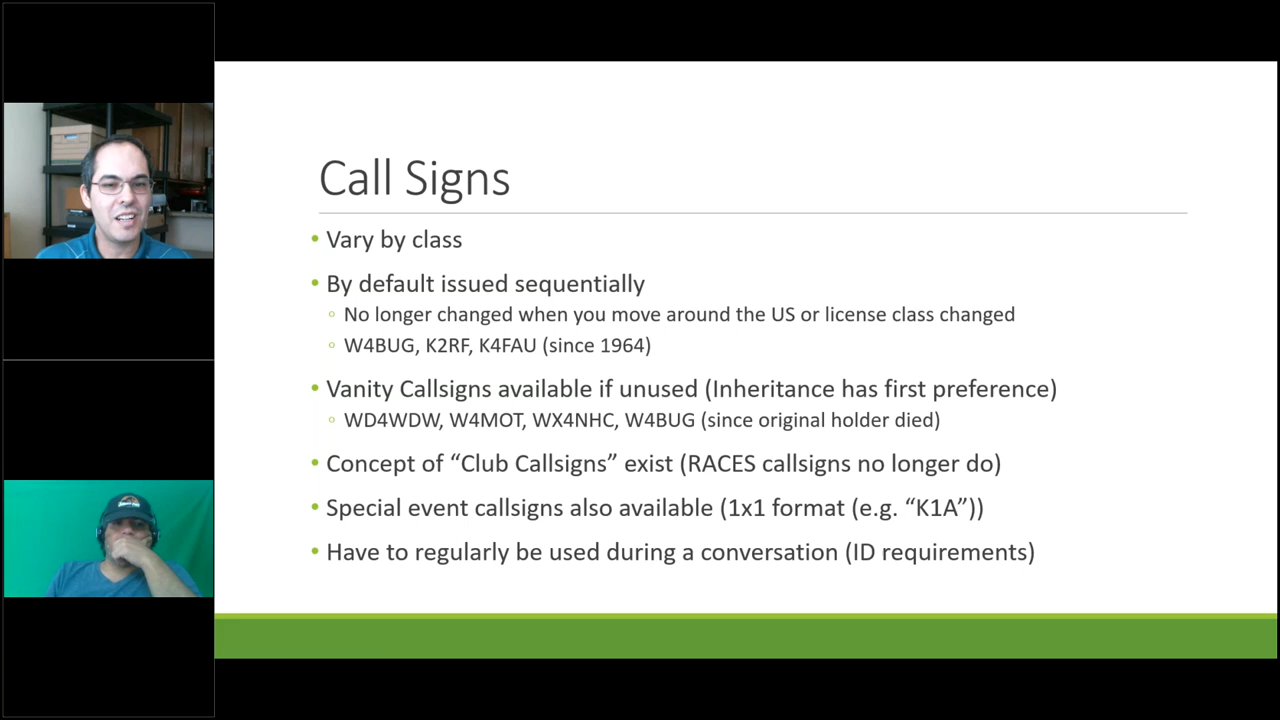 Call Signs
• Vary by class
• By default issued sequentially
◦ No longer changed when you move around the US or license class changed
◦ W4BUG, K2RF, K4FAU (since 1964)
• Vanity Callsigns available if unused (Inheritance has first preference)
◦ WD4WDW, W4MOT, WX4NHC, W4BUG (since original holder died)
• Concept of “Club Callsigns” exist (RACES callsigns no longer do)
• Special event callsigns also available (1x1 format (e.g. “K1A”))
• Have to regularly be used during a conversation (ID requirements)